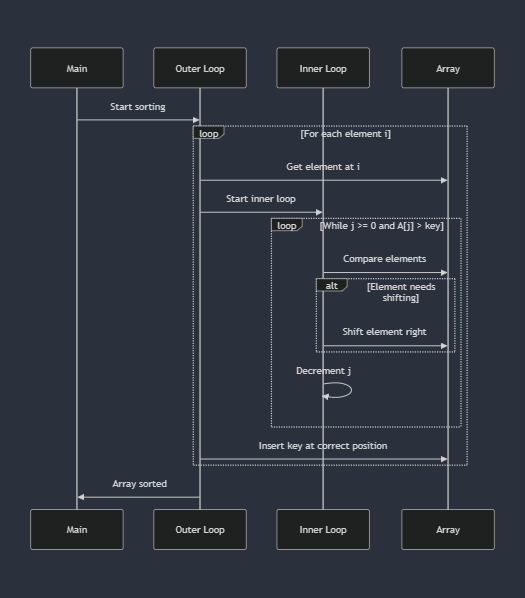 Main
Outer Loop
Inner Loop
Array
Start sorting
loop
[For each element i]
Get element at i
Start inner loop
loop
[While j >= 0 and A[j] > key]
Compare elements
alt
[Element needs
shifting]
Shift element right
Decrement j
Insert key at correct position
Array sorted
Main
Outer Loop
Inner Loop
Array